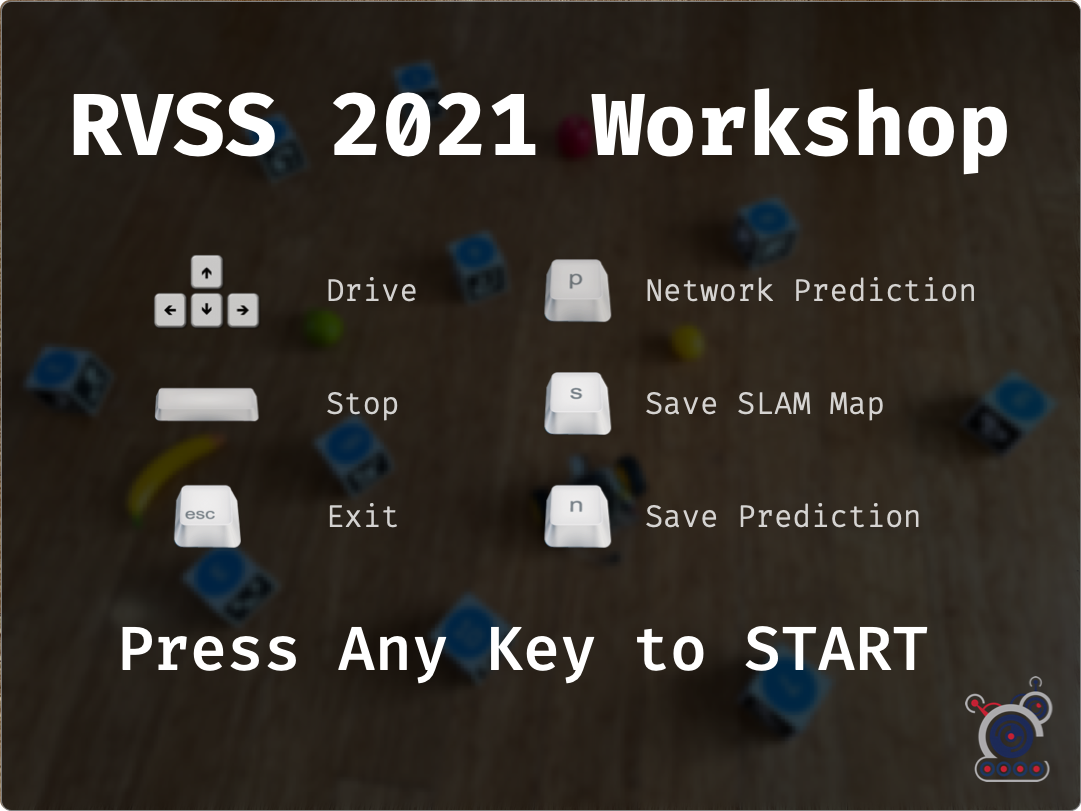 RVSS 2021 Workshop
Drive
p Network Prediction
Stop
s Save SLAM Map
esc Exit
n Save Prediction
Press Any Key to START